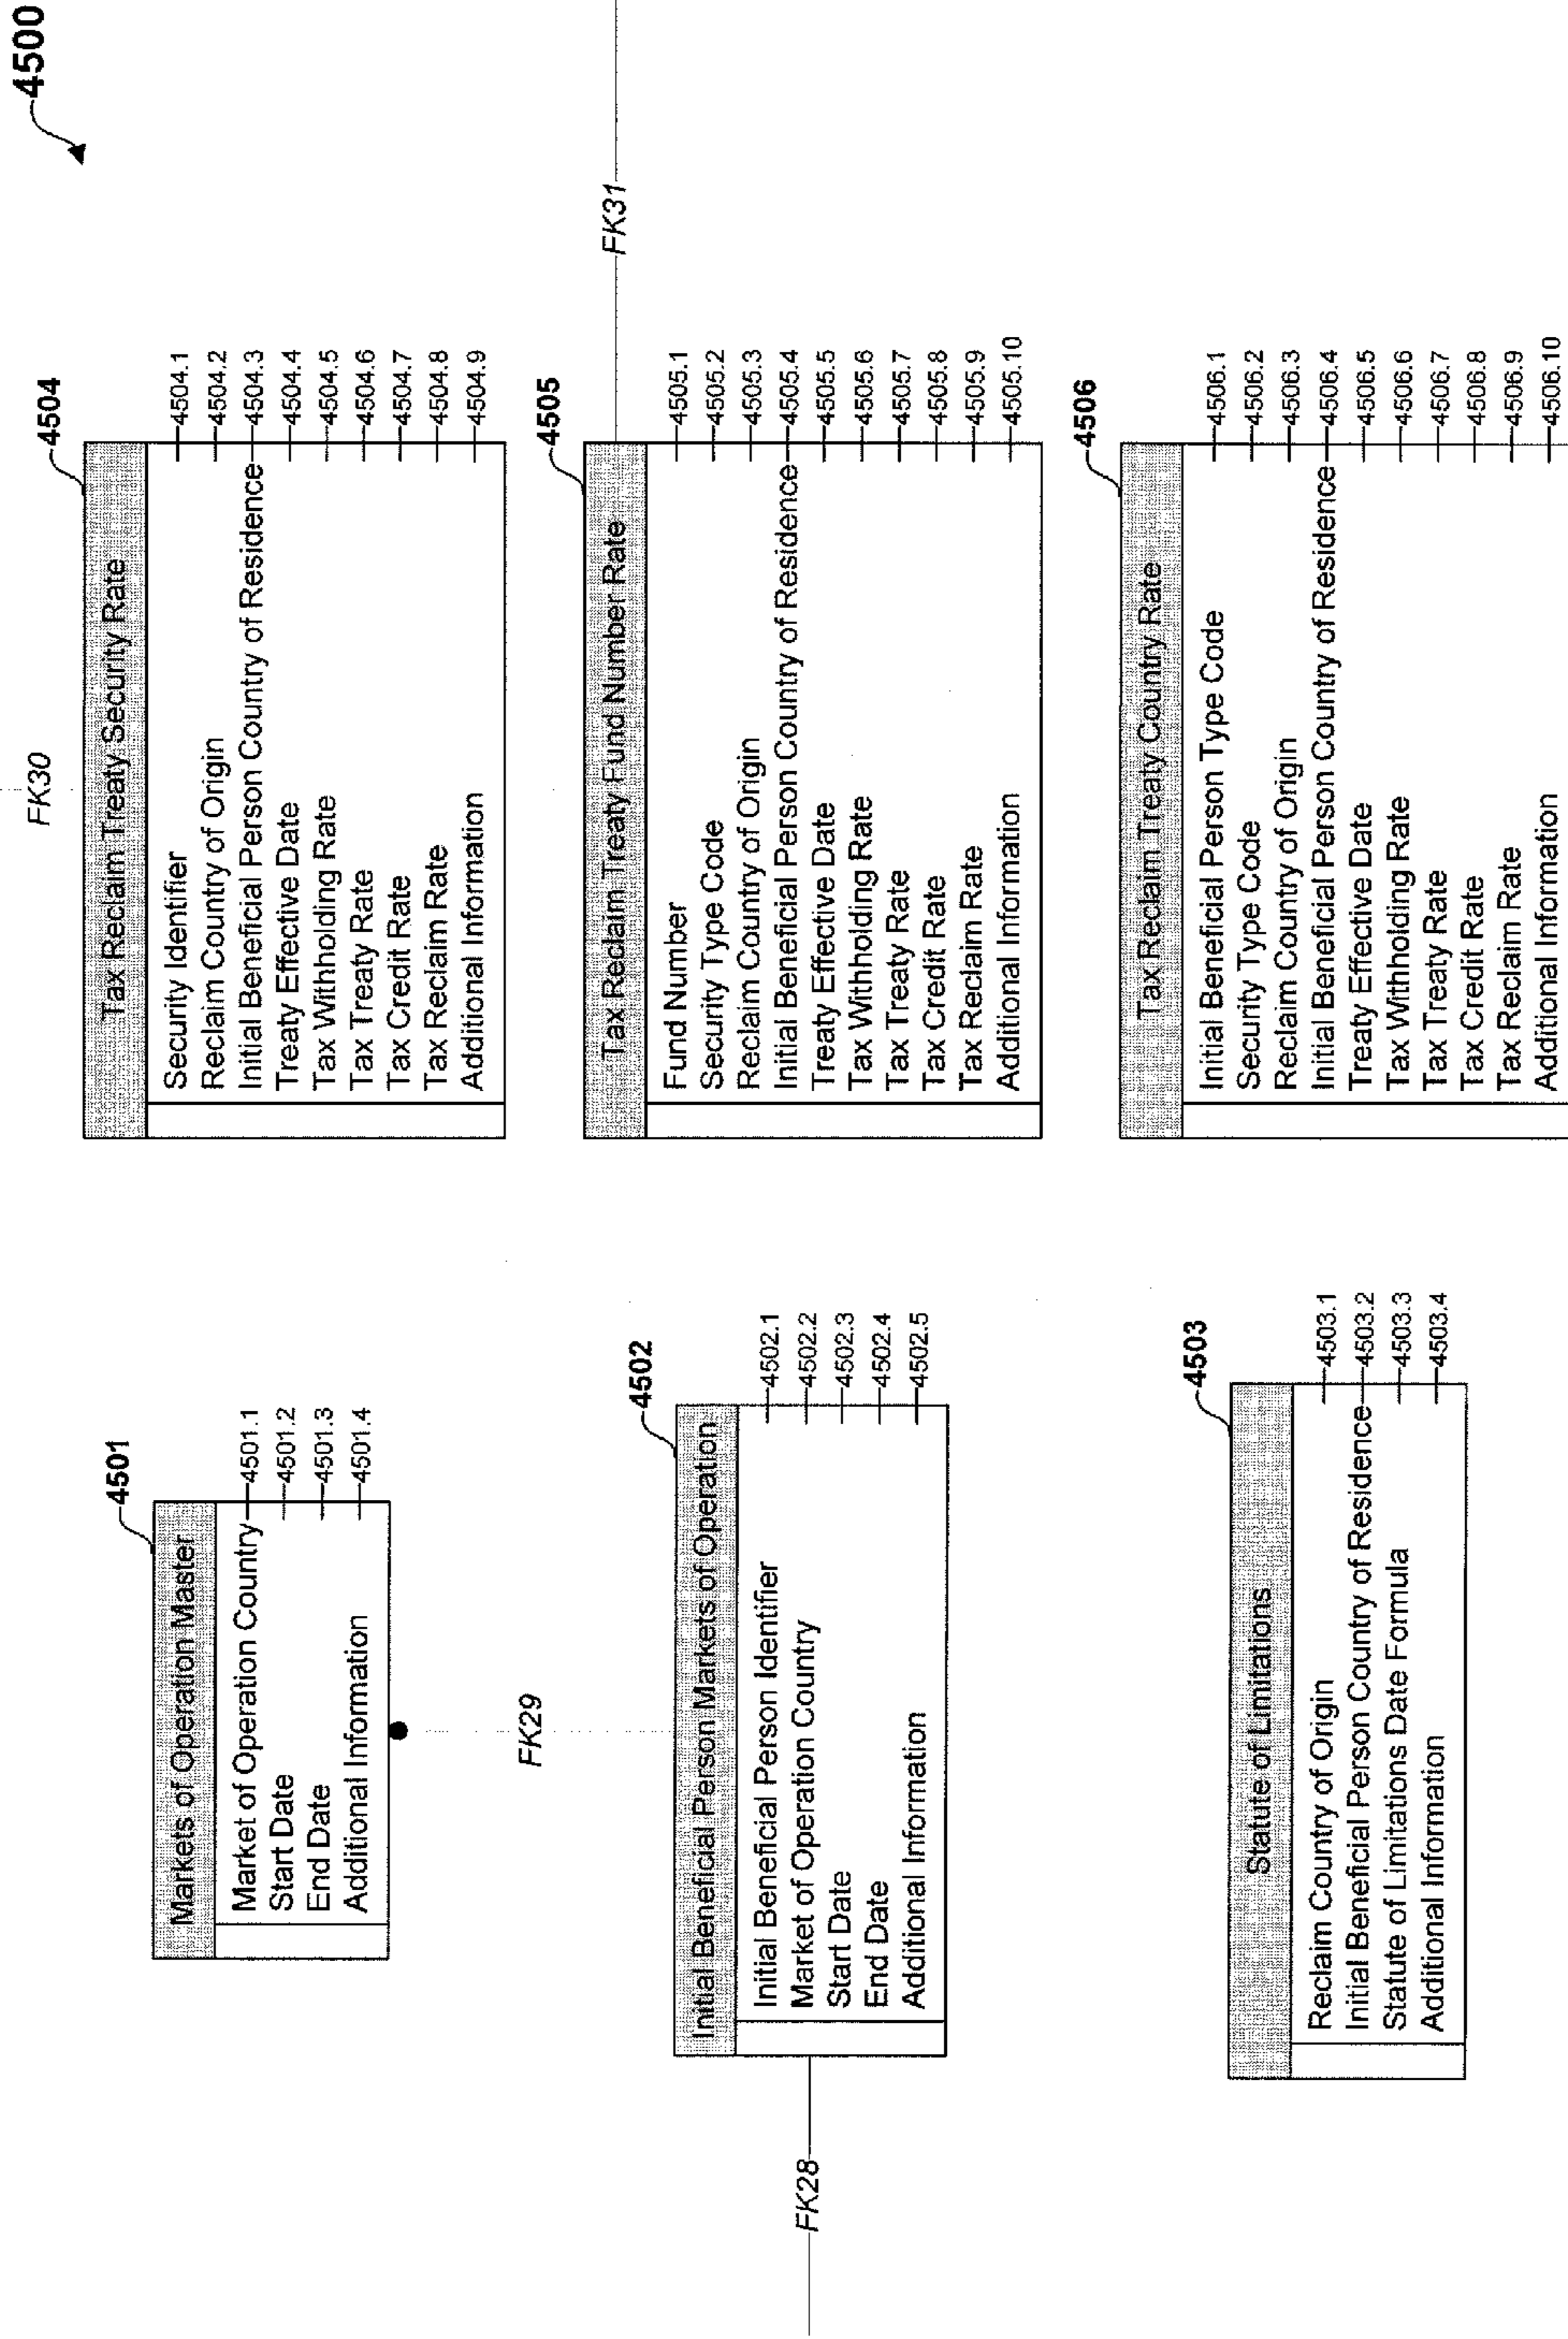 4500
4501
Markets of Operation Master
Market of Operation Country 4501.1
Start Date 4501.2
End Date 4501.3
Additional Information 4501.4
FK29
4502
Initial Beneficial Person Markets of Operation
Initial Beneficial Person Identifier 4502.1
Market of Operation Country 4502.2
Start Date 4502.3
End Date 4502.4
Additional Information 4502.5
FK28
4503
Statute of Limitations
Reclaim Country of Origin 4503.1
Initial Beneficial Person Country of Residence 4503.2
Statute of Limitations Date Formula 4503.3
Additional Information 4503.4
FK30
4504
Tax Reclaim Treaty Security Rate
Security Identifier 4504.1
Reclaim Country of Origin 4504.2
Initial Beneficial Person Country of Residence 4504.3
Treaty Effective Date 4504.4
Tax Withholding Rate 4504.5
Tax Treaty Rate 4504.6
Tax Credit Rate 4504.7
Tax Reclaim Rate 4504.8
Additional Information 4504.9
4505
FK31
Tax Reclaim Treaty Fund Number Rate
Fund Number 4505.1
Security Type Code 4505.2
Reclaim Country of Origin 4505.3
Initial Beneficial Person Country of Residence 4505.4
Treaty Effective Date 4505.5
Tax Withholding Rate 4505.6
Tax Treaty Rate 4505.7
Tax Credit Rate 4505.8
Tax Reclaim Rate 4505.9
Additional Information 4505.10
4506
Tax Reclaim Treaty Country Rate
Initial Beneficial Person Type Code 4506.1
Security Type Code 4506.2
Reclaim Country of Origin 4506.3
Initial Beneficial Person Country of Residence 4506.4
Treaty Effective Date 4506.5
Tax Withholding Rate 4506.6
Tax Treaty Rate 4506.7
Tax Credit Rate 4506.8
Tax Reclaim Rate 4506.9
Additional Information 4506.10